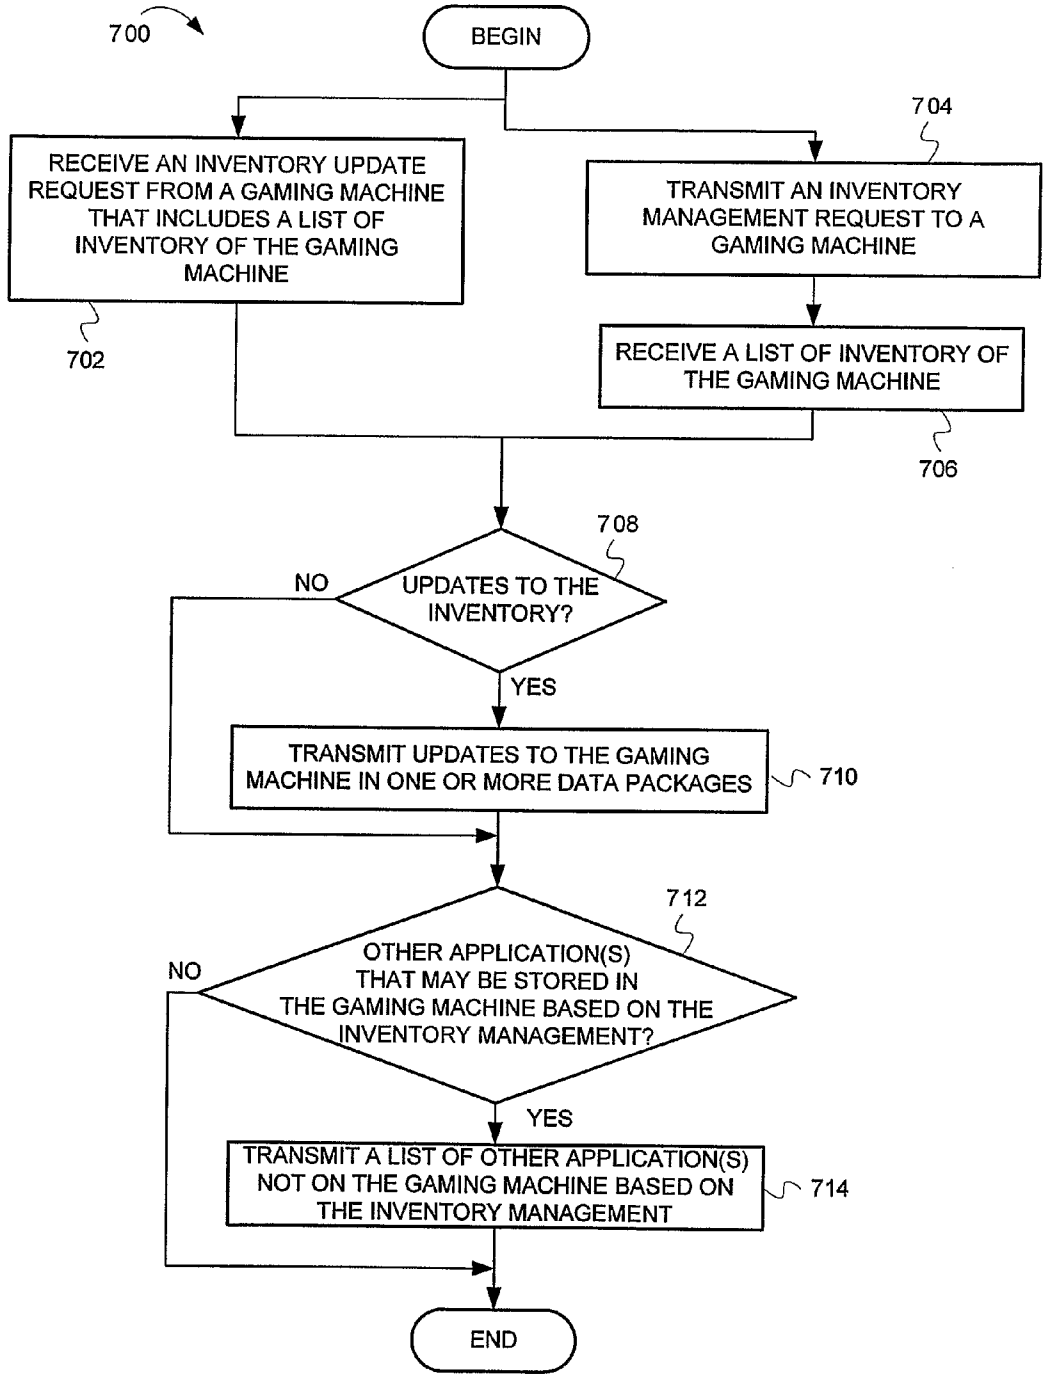 700
BEGIN
704
RECEIVE AN INVENTORY UPDATE
REQUEST FROM A GAMING MACHINE
THAT INCLUDES A LIST OF
INVENTORY OF THE GAMING
MACHINE
702
TRANSMIT AN INVENTORY
MANAGEMENT REQUEST TO A
GAMING MACHINE
RECEIVE A LIST OF INVENTORY OF
THE GAMING MACHINE
706
708
UPDATES TO THE
INVENTORY?
NO
YES
TRANSMIT UPDATES TO THE GAMING
MACHINE IN ONE OR MORE DATA PACKAGES
710
712
OTHER APPLICATION(S)
THAT MAY BE STORED IN
THE GAMING MACHINE BASED ON THE
INVENTORY MANAGEMENT?
NO
YES
TRANSMIT A LIST OF OTHER APPLICATION(S)
NOT ON THE GAMING MACHINE BASED ON
THE INVENTORY MANAGEMENT
714
END